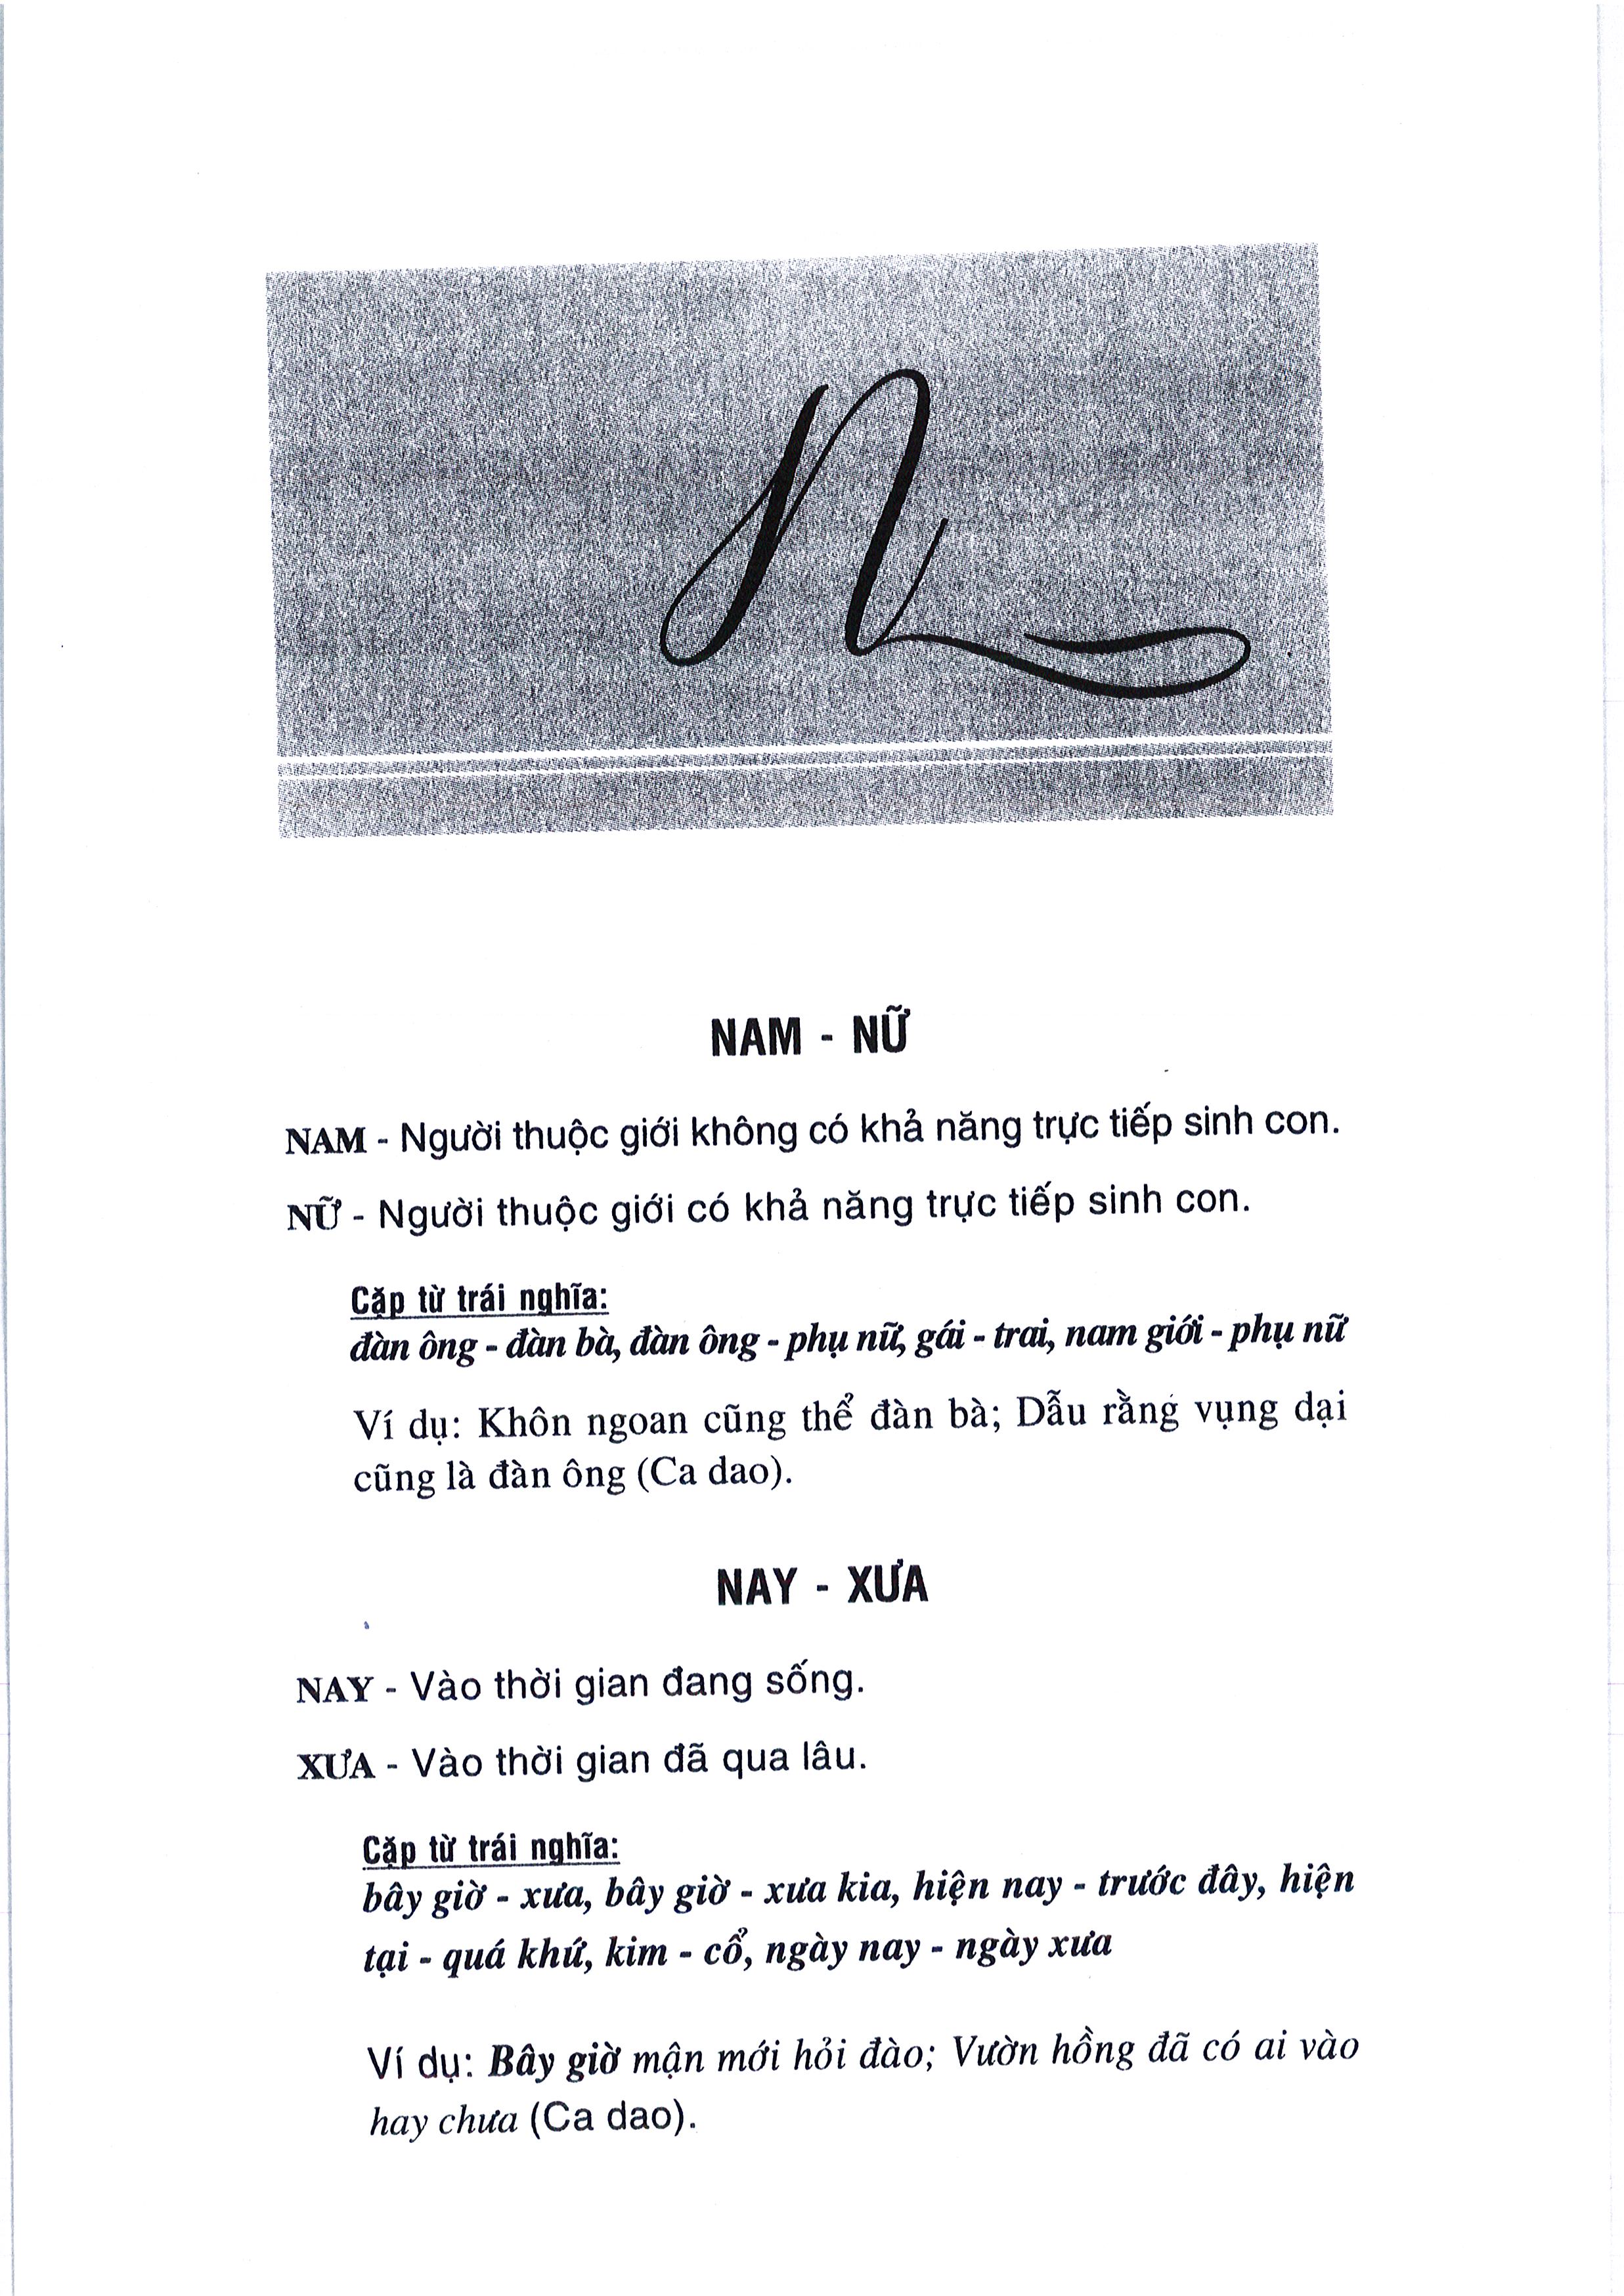 N
NAM - NỮ
NAM - Người thuộc giới không có khả năng trực tiếp sinh con.
NỮ - Người thuộc giới có khả năng trực tiếp sinh con.
Cặp từ trái nghĩa:
đàn ông - đàn bà, đàn ông - phụ nữ, gái - trai, nam giới - phụ nữ
Ví dụ: Khôn ngoan cũng thể đàn bà; Dẫu rằng vụng dại
cũng là đàn ông (Ca dao).
NAY - XƯA
NAY - Vào thời gian đang sống.
XƯA - Vào thời gian đã qua lâu.
Cặp từ trái nghĩa:
bây giờ - xưa, bây giờ - xưa kia, hiện nay - trước đây, hiện
tại - quá khứ, kim - cổ, ngày nay - ngày xưa
Ví dụ: Bây giờ mận mới hỏi đào; Vườn hồng đã có ai vào
hay chưa (Ca dao).